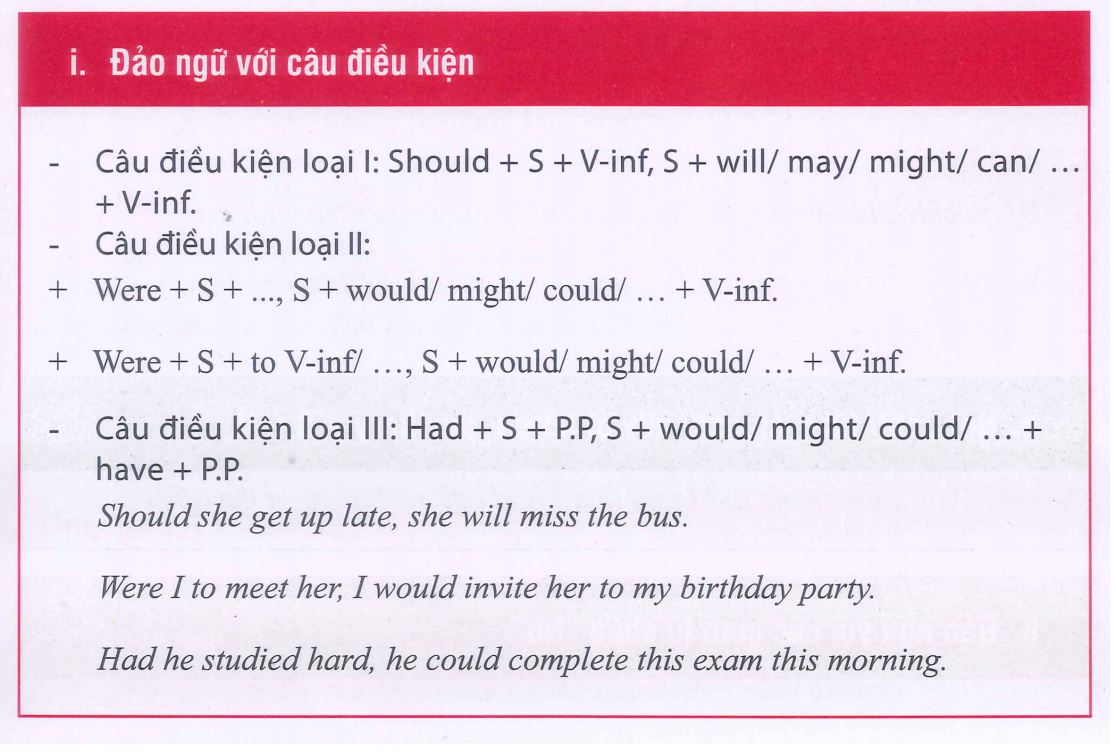 i. Đảo ngữ với câu điều kiện
- Câu điều kiện loại I: Should + S + V-inf, S + will/ may/ might/ can/ …
+ V-inf.
- Câu điều kiện loại II:
+ Were + S + ..., S + would/ might/ could/ … + V-inf.
+ Were + S + to V-inf/ …, S + would/ might/ could/ … + V-inf.
- Câu điều kiện loại III: Had + S + P.P, S + would/ might/ could/ … +
have + P.P.
Should she get up late, she will miss the bus.
Were I to meet her, I would invite her to my birthday party.
Had he studied hard, he could complete this exam this morning.